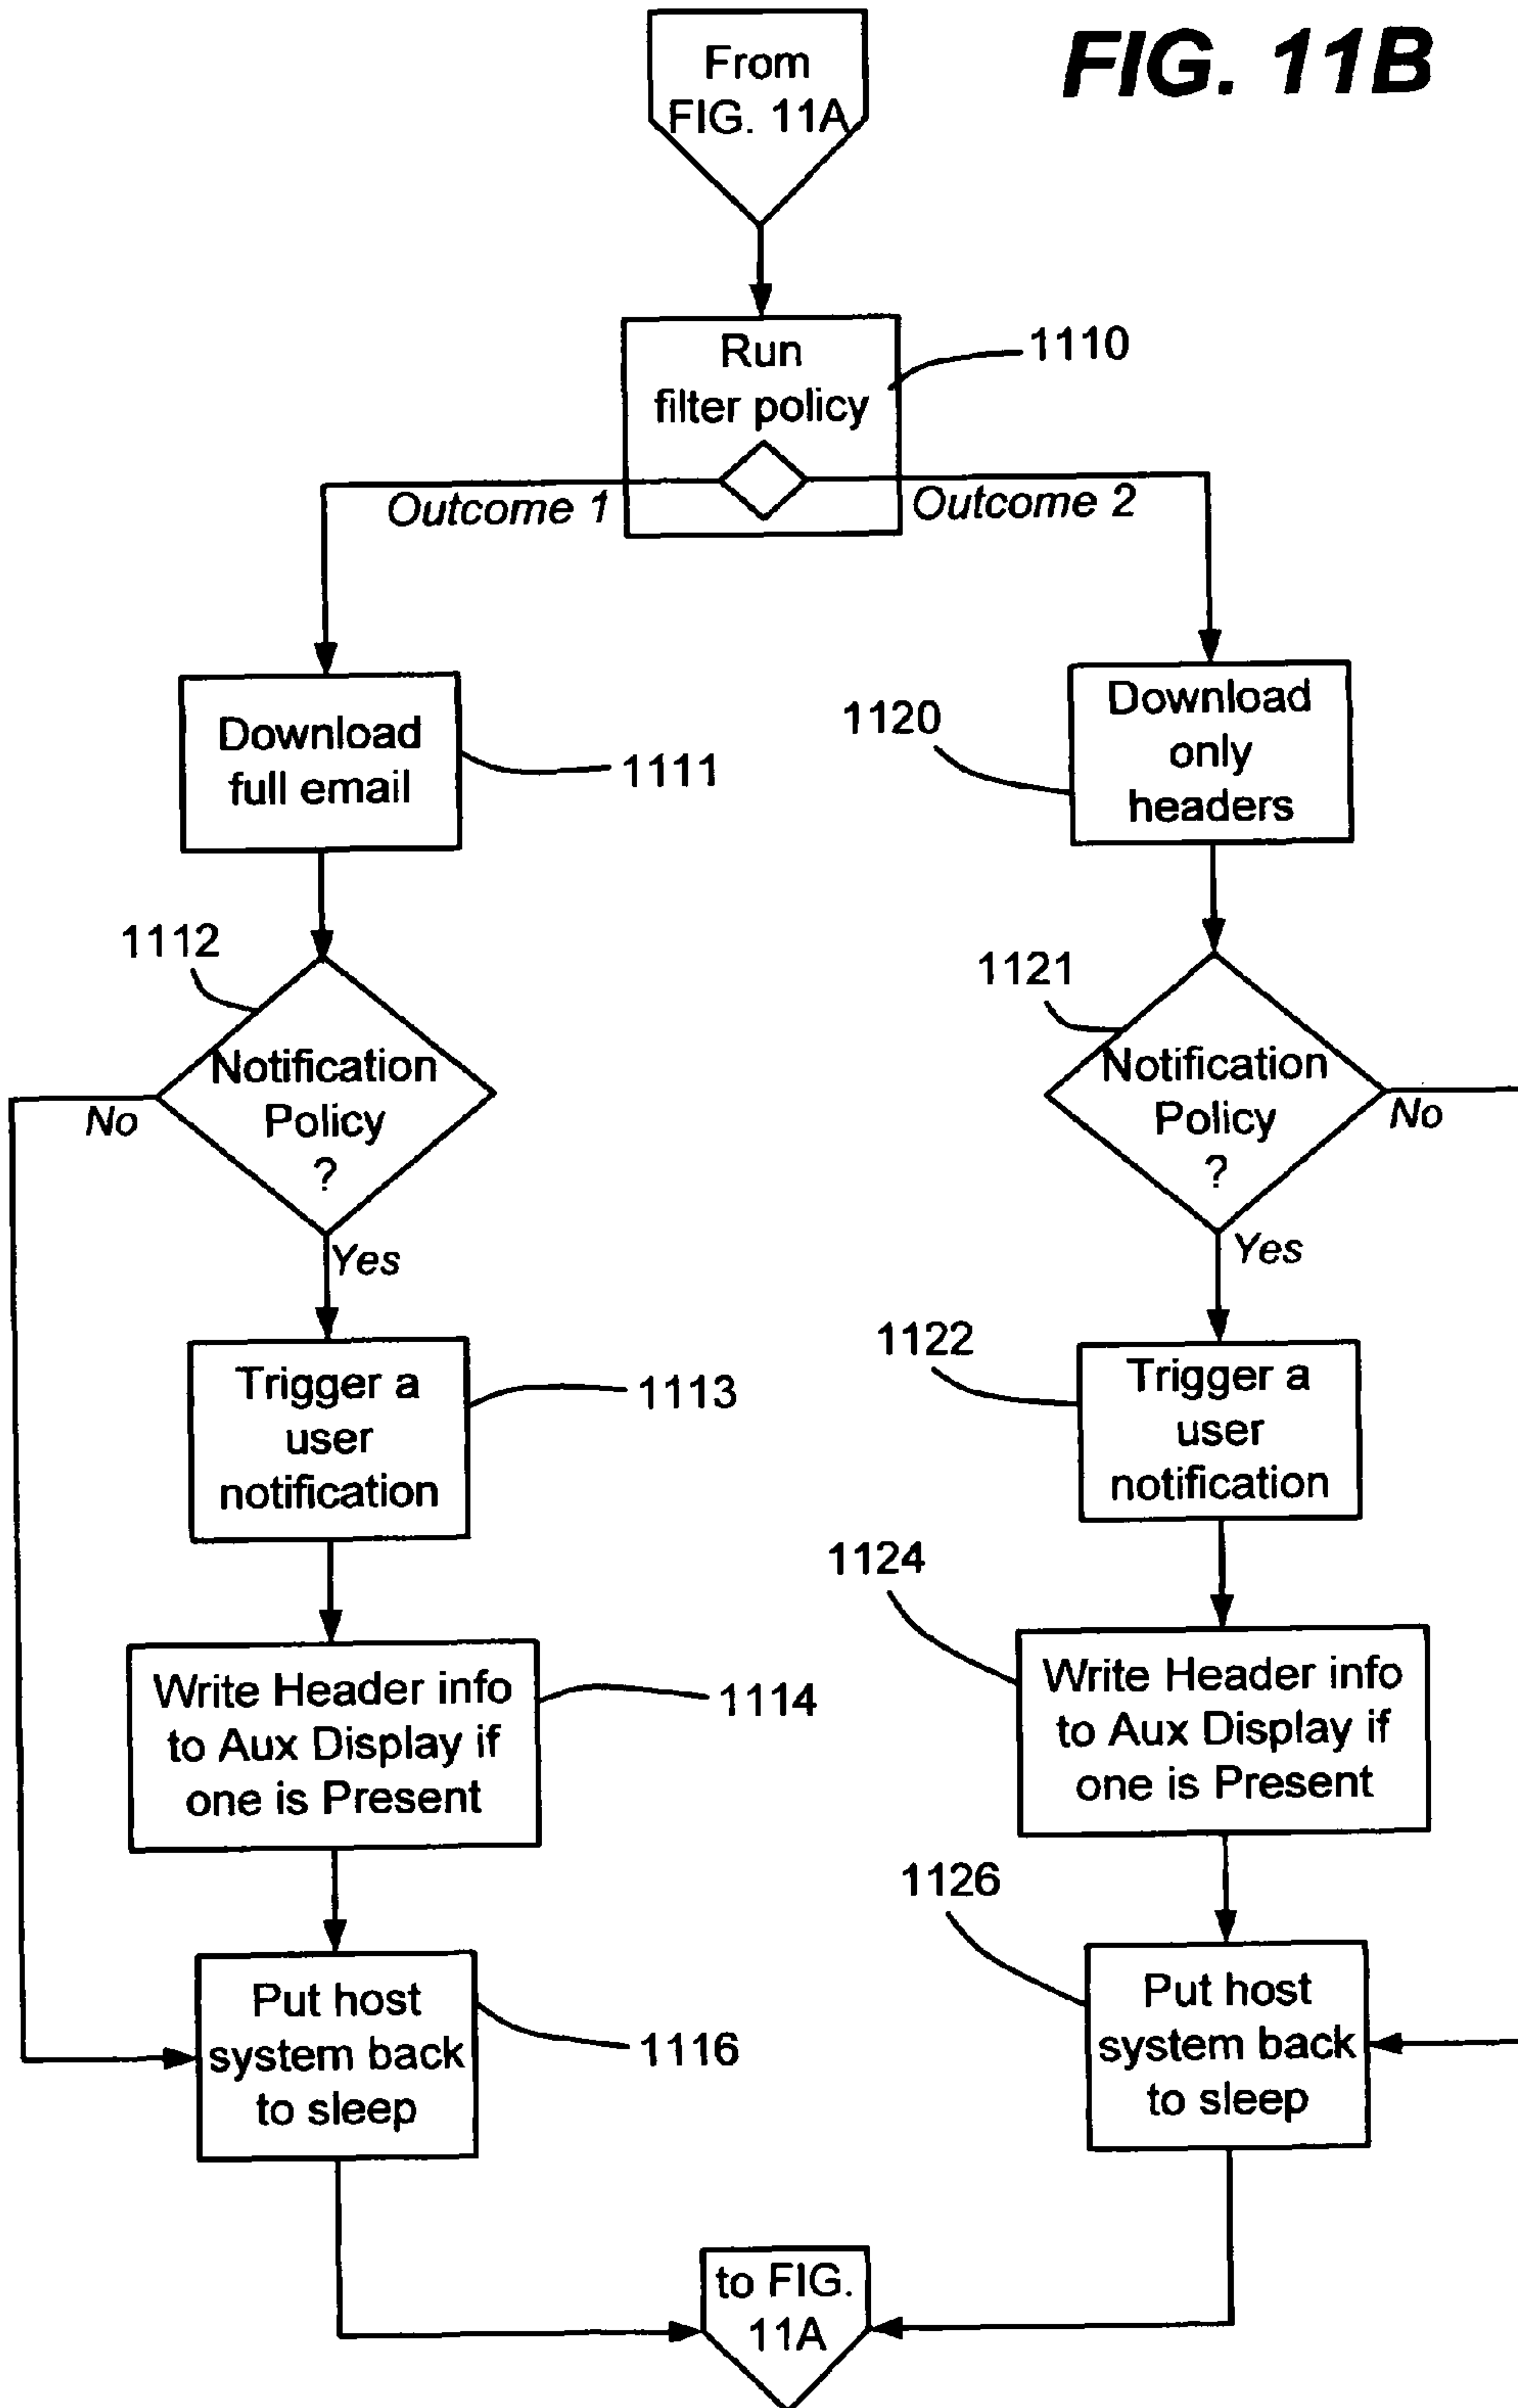 FIG. 11B
From
FIG. 11A
Run
filter policy
1110
Outcome 1
Outcome 2
Download
full email
1111
1120
Download
only
headers
1112
Notification
Policy
?
No
Yes
1121
Notification
Policy
?
No
Yes
Trigger a
user
notification
1113
1122
Trigger a
user
notification
Write Header info
to Aux Display if
one is Present
1114
1124
Write Header info
to Aux Display if
one is Present
Put host
system back
to sleep
1116
1126
Put host
system back
to sleep
to FIG.
11A